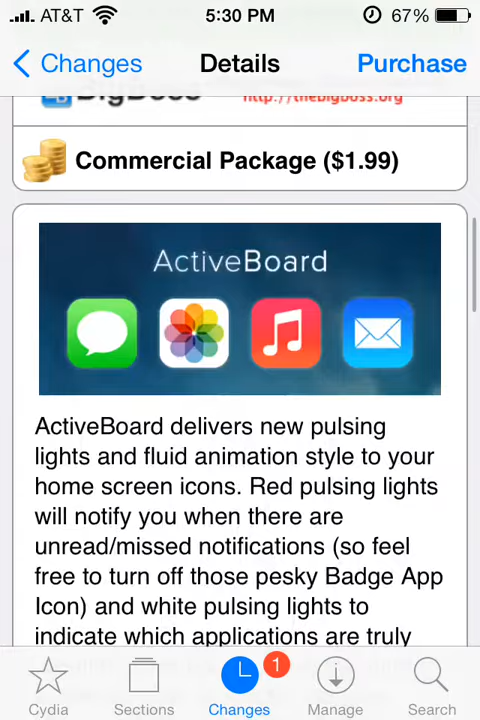 AT&T 5:30 PM 67%
Changes Details Purchase
BigBoss http://thebigboss.org
Commercial Package ($1.99)
ActiveBoard
ActiveBoard delivers new pulsing
lights and fluid animation style to your
home screen icons. Red pulsing lights
will notify you when there are
unread/missed notifications (so feel
free to turn off those pesky Badge App
Icon) and white pulsing lights to
indicate which applications are truly
1
Cydia Sections Changes Manage Search